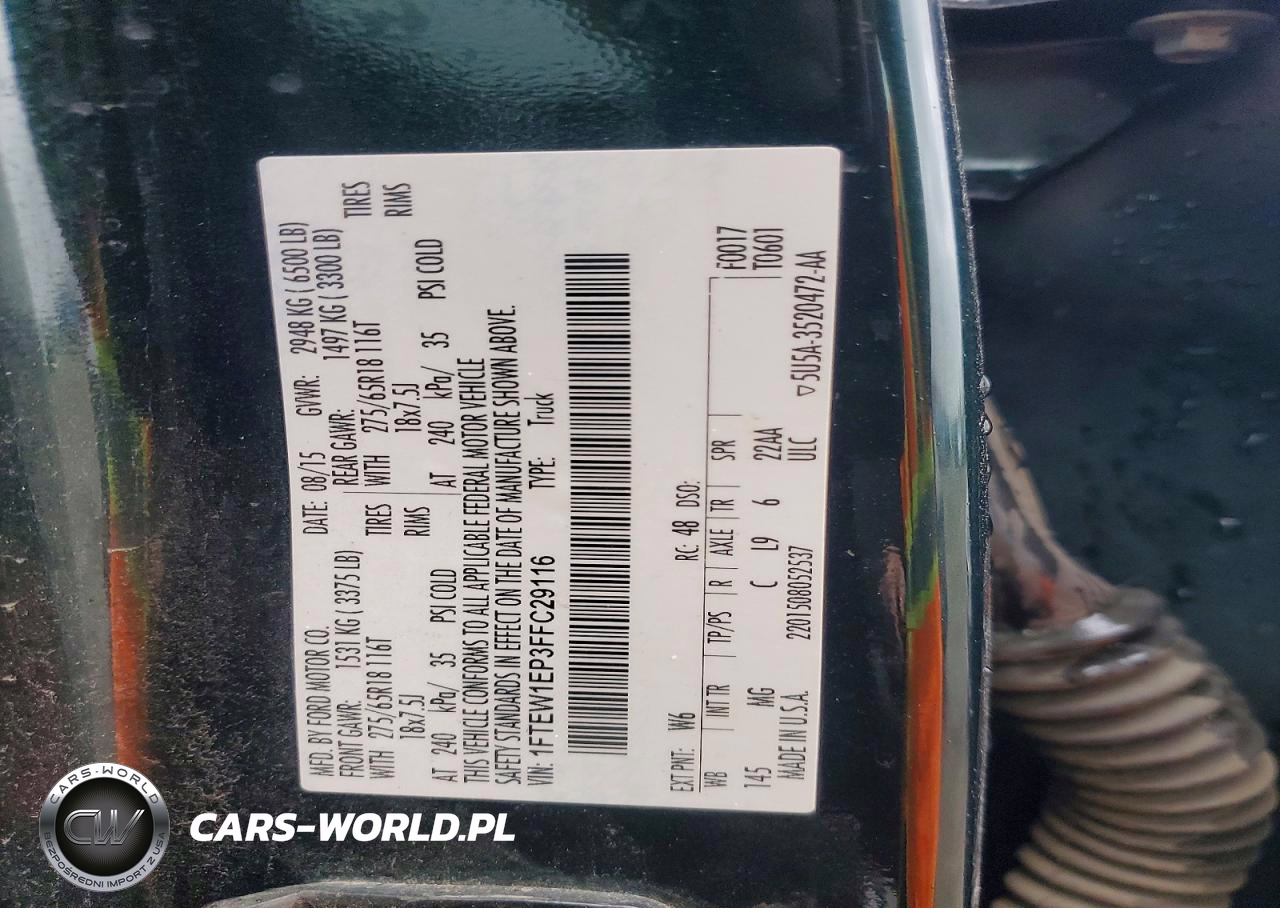 MFD. BY FORD MOTOR CO. DATE: 08/15 GVWR: 2948 KG ( 6500 LB)
FRONT GAWR: 1531 KG ( 3375 LB) REAR GAWR: 1497 KG ( 3300 LB)
WITH 275/65R18 116T TIRES WITH 275/65R18 116T TIRES
18x7.5J RIMS 18x7.5J RIMS
AT 240 kPa/ 35 PSI COLD AT 240 kPa/ 35 PSI COLD
THIS VEHICLE CONFORMS TO ALL APPLICABLE FEDERAL MOTOR VEHICLE
SAFETY STANDARDS IN EFFECT ON THE DATE OF MANUFACTURE SHOWN ABOVE.
VIN: 1FTEW1EP3FFC29116 TYPE: Truck
EXT PNT: W6 RC: 48 DSO:
WB INT TR TP/PS R AXLE TR SPR F0017
145 MG C L9 6 22AA T0601
MADE IN U.S.A. 2201508052537 ULC ▽5U5A-3520472-AA
CARS-WORLD
CW
BEZPOŚREDNI IMPORT Z USA
CARS-WORLD.PL